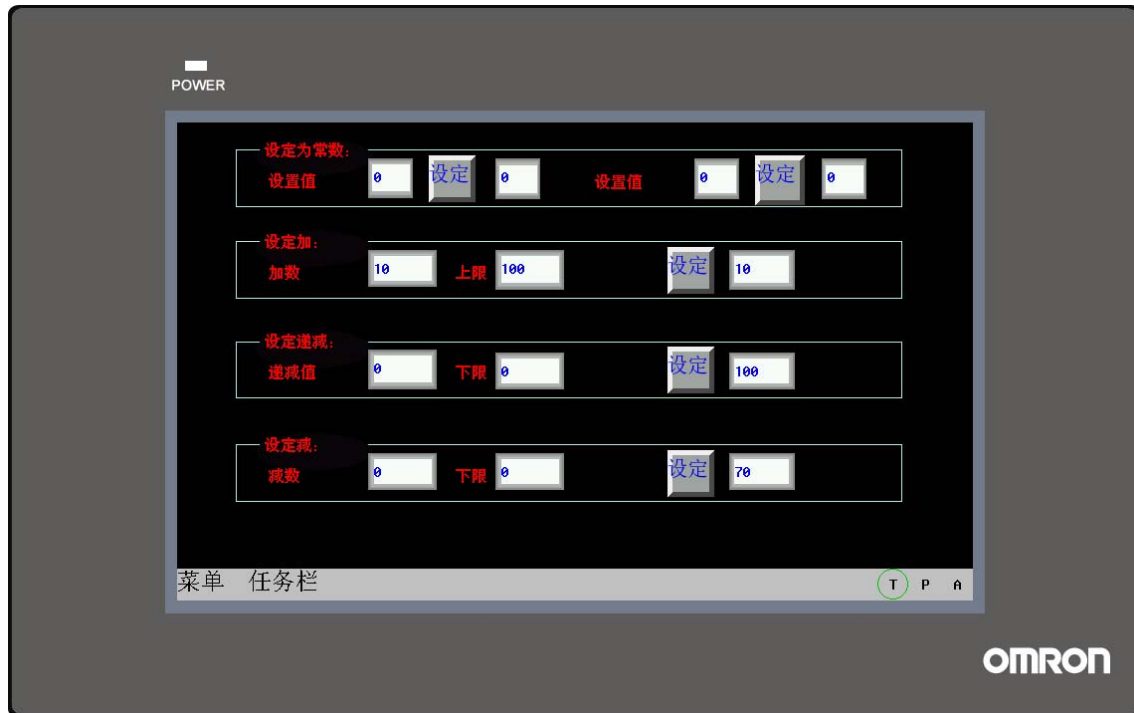 POWER
设定为常数:
设置值 0 设定 0 设置值 0 设定 0
设定加:
加数 10 上限 100 设定 10
设定递减:
递减值 0 下限 0 设定 100
设定减:
减数 0 下限 0 设定 70
菜单 任务栏 T P A
OMRON